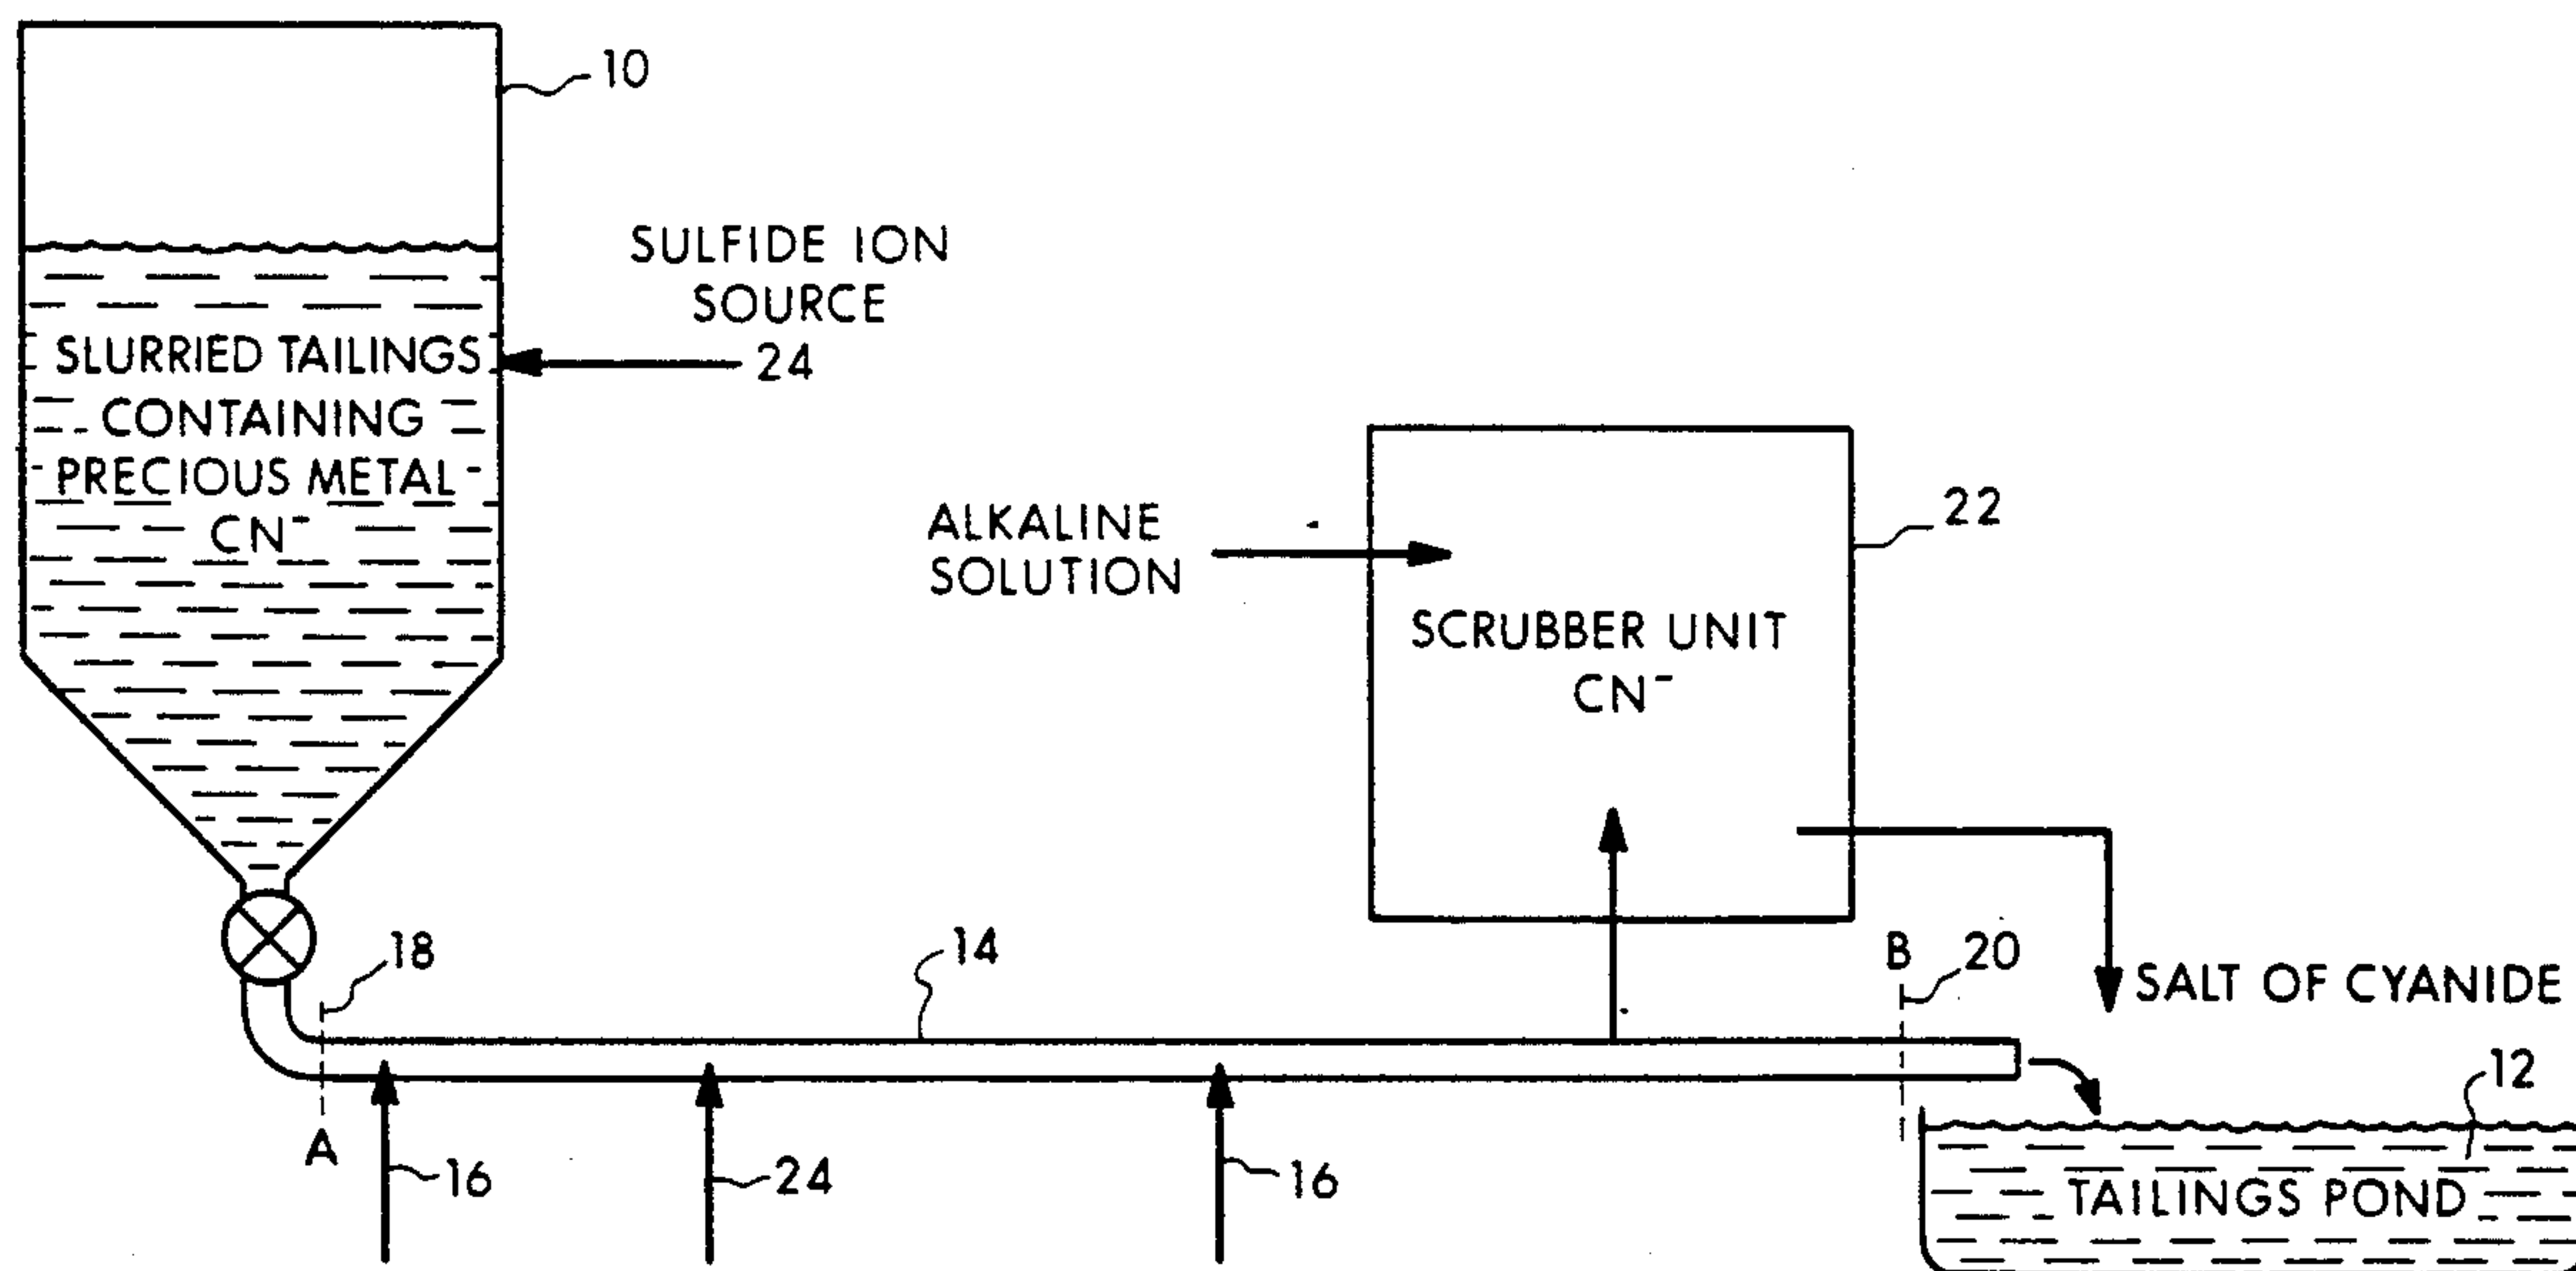 10
SULFIDE ION
SOURCE
24
SLURRIED TAILINGS
CONTAINING
PRECIOUS METAL
CN⁻
ALKALINE
SOLUTION
22
SCRUBBER UNIT
CN⁻
18
14
B
20
SALT OF CYANIDE
12
A
16
24
16
TAILINGS POND